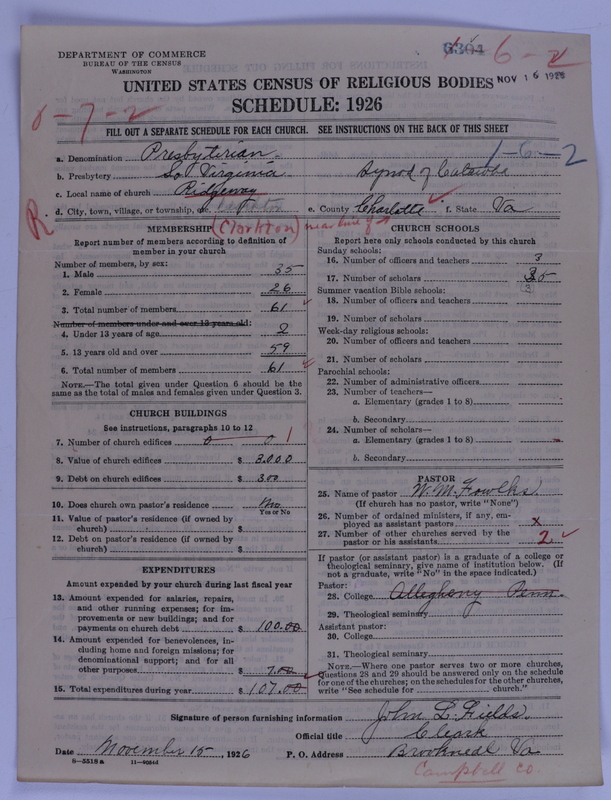 DEPARTMENT OF COMMERCE
BUREAU OF THE CENSUS
WASHINGTON
6304 6-2
NOV 16 1926
UNITED STATES CENSUS OF RELIGIOUS BODIES
SCHEDULE: 1926
8-7-2
FILL OUT A SEPARATE SCHEDULE FOR EACH CHURCH. SEE INSTRUCTIONS ON THE BACK OF THIS SHEET
1-6-2
a. Denomination Presbyterian.
b. Presbytery So. Virginia Synod of Catawba
c. Local name of church Ridgeway
R d. City, town, village, or township, etc. e. County Charlotte f. State Va
(Clarkton)
MEMBERSHIP
Report number of members according to definition of member in your church
Number of members, by sex:
1. Male 35
2. Female 26
3. Total number of members 61
Number of members under and over 13 years old:
4. Under 13 years of age 2
5. 13 years old and over 59
6. Total number of members 61
NOTE.—The total given under Question 6 should be the same as the total of males and females given under Question 3.
CHURCH BUILDINGS
See instructions, paragraphs 10 to 12
7. Number of church edifices 0 0 1
8. Value of church edifices $ 3.000
9. Debt on church edifices $ 300
10. Does church own pastor's residence No
Yes or No
11. Value of pastor's residence (if owned by church) $
12. Debt on pastor's residence (if owned by church) $
EXPENDITURES
Amount expended by your church during last fiscal year
13. Amount expended for salaries, repairs, and other running expenses; for improvements or new buildings; and for payments on church debt $ 100.00
14. Amount expended for benevolences, including home and foreign missions; for denominational support; and for all other purposes $ 7.00
15. Total expenditures during year $ 107.00
CHURCH SCHOOLS
Report here only schools conducted by this church
Sunday schools:
16. Number of officers and teachers 3
17. Number of scholars 35
Summer vacation Bible schools:
18. Number of officers and teachers
19. Number of scholars
Week-day religious schools:
20. Number of officers and teachers
21. Number of scholars
Parochial schools:
22. Number of administrative officers
23. Number of teachers—
a. Elementary (grades 1 to 8)
b. Secondary
24. Number of scholars—
a. Elementary (grades 1 to 8)
b. Secondary
PASTOR
25. Name of pastor W. M. Fowlks.
(If church has no pastor, write "None")
26. Number of ordained ministers, if any, employed as assistant pastors x
27. Number of other churches served by the pastor or his assistants 2
If pastor (or assistant pastor) is a graduate of a college or theological seminary, give name of institution below. (If not a graduate, write "No" in the space indicated.)
Pastor:
28. College Allegheny Penn.
29. Theological seminary
Assistant pastor:
30. College
31. Theological seminary
NOTE.—Where one pastor serves two or more churches, Questions 28 and 29 should be answered only on the schedule for one of the churches; on the schedules for the other churches, write "See schedule for church."
Signature of person furnishing information John L. Fields.
Official title Clerk
Date November 15, 1926 P. O. Address Brookneal Va
8-5518 a
Campbell Co.